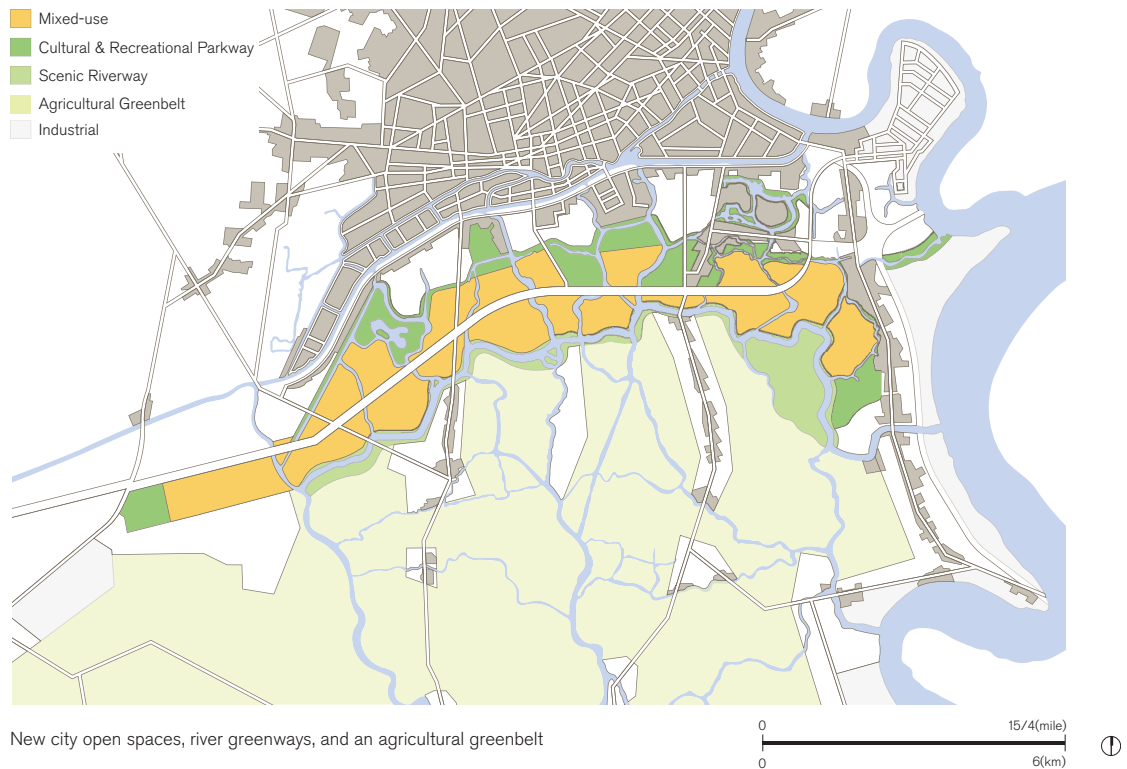 Mixed-use
Cultural & Recreational Parkway
Scenic Riverway
Agricultural Greenbelt
Industrial
New city open spaces, river greenways, and an agricultural greenbelt
0 15/4(mile)
0 6(km)